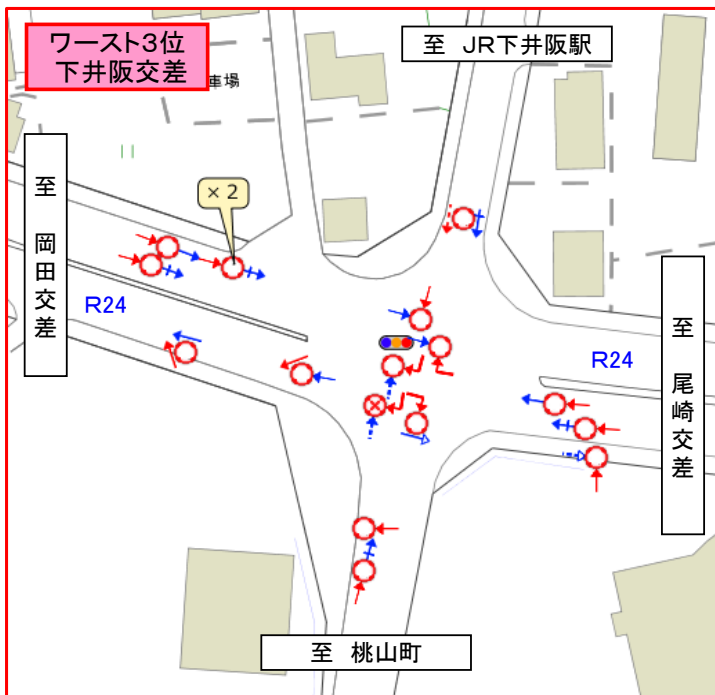 ワースト3位
下井阪交差
至 JR下井阪駅
車場
×2
至 岡田交差
R24
R24
至 尾崎交差
至 桃山町